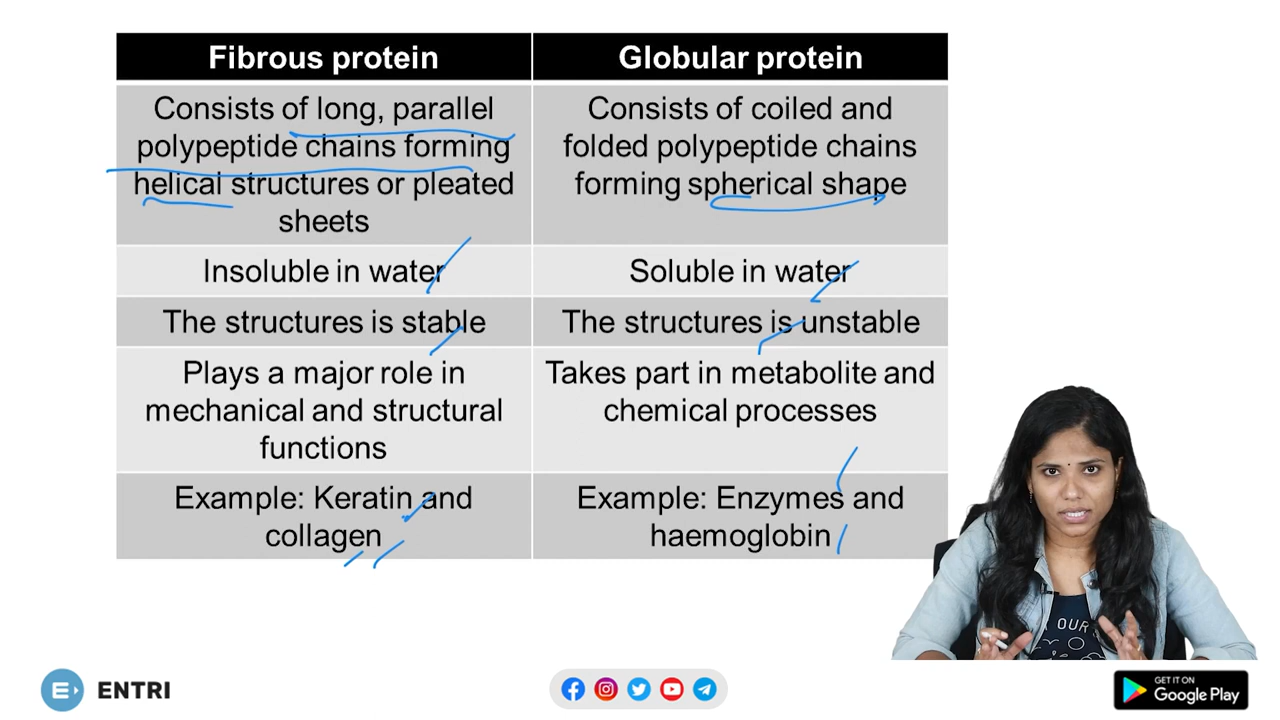 Fibrous protein
Globular protein
Consists of long, parallel
polypeptide chains forming
helical structures or pleated
sheets
Consists of coiled and
folded polypeptide chains
forming spherical shape
Insoluble in water
Soluble in water
The structures is stable
The structures is unstable
Plays a major role in
mechanical and structural
functions
Takes part in metabolite and
chemical processes
Example: Keratin and
collagen
Example: Enzymes and
haemoglobin
OUR
E
ENTRI
GET IT ON
Google Play